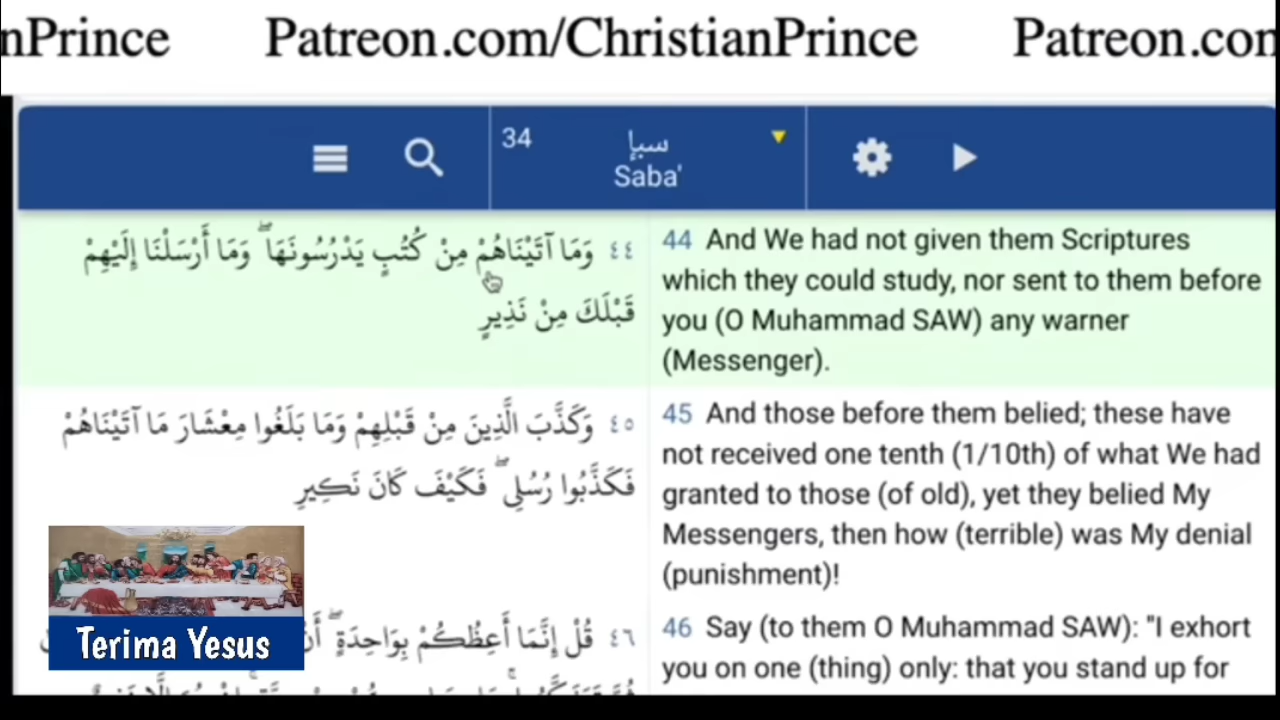 nPrince Patreon.com/ChristianPrince Patreon.con
34
سبإ
Saba'
٤٤ وَمَا آتَيْنَاهُمْ مِنْ كُتُبٍ يَدْرُسُونَهَا ۖ وَمَا أَرْسَلْنَا إِلَيْهِمْ
قَبْلَكَ مِنْ نَذِيرٍ
44 And We had not given them Scriptures
which they could study, nor sent to them before
you (O Muhammad SAW) any warner
(Messenger).
٤٥ وَكَذَّبَ الَّذِينَ مِنْ قَبْلِهِمْ وَمَا بَلَغُوا مِعْشَارَ مَا آتَيْنَاهُمْ
فَكَذَّبُوا رُسُلِي ۖ فَكَيْفَ كَانَ نَكِيرِ
45 And those before them belied; these have
not received one tenth (1/10th) of what We had
granted to those (of old), yet they belied My
Messengers, then how (terrible) was My denial
(punishment)!
٤٦ قُلْ إِنَّمَا أَعِظُكُمْ بِوَاحِدَةٍ ۖ
46 Say (to them O Muhammad SAW): "I exhort
you on one (thing) only: that you stand up for
Terima Yesus